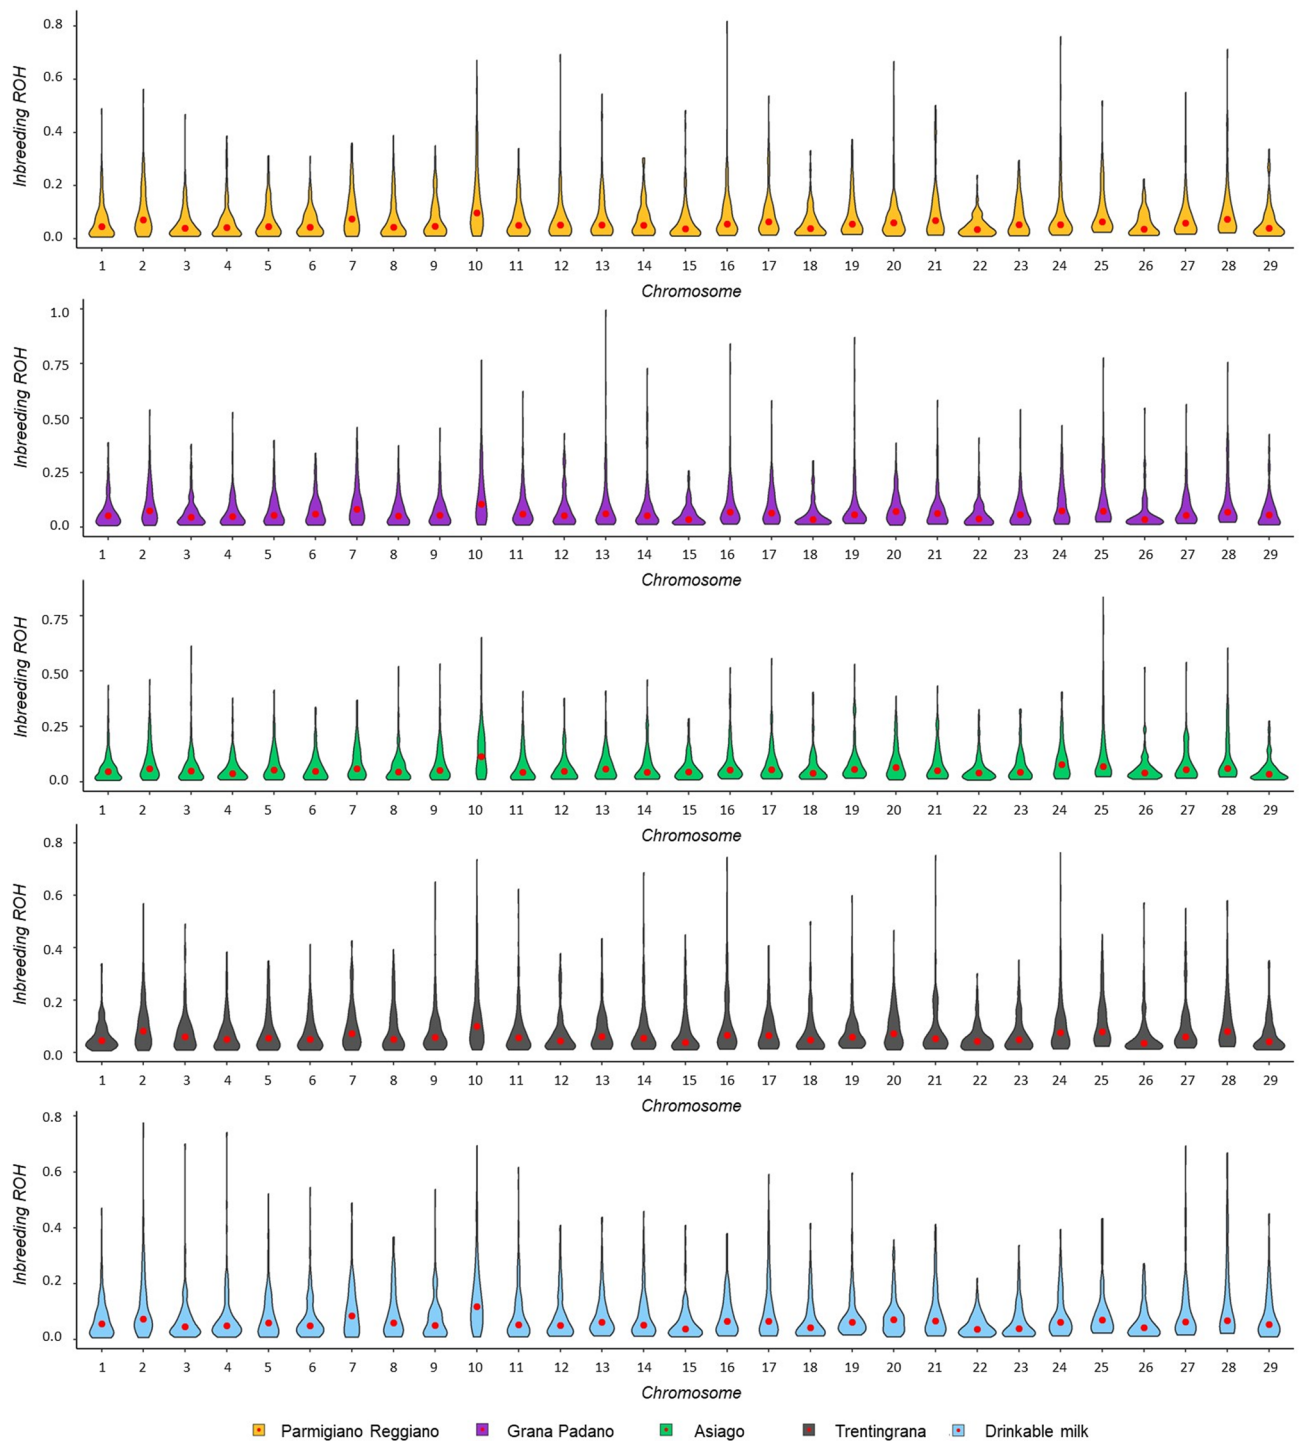 Inbreeding ROH
0.8
0.6
0.4
0.2
0.0
1 2 3 4 5 6 7 8 9 10 11 12 13 14 15 16 17 18 19 20 21 22 23 24 25 26 27 28 29
Chromosome
Inbreeding ROH
1.0
0.75
0.50
0.25
0.0
1 2 3 4 5 6 7 8 9 10 11 12 13 14 15 16 17 18 19 20 21 22 23 24 25 26 27 28 29
Chromosome
Inbreeding ROH
0.75
0.50
0.25
0.0
1 2 3 4 5 6 7 8 9 10 11 12 13 14 15 16 17 18 19 20 21 22 23 24 25 26 27 28 29
Chromosome
Inbreeding ROH
0.8
0.6
0.4
0.2
0.0
1 2 3 4 5 6 7 8 9 10 11 12 13 14 15 16 17 18 19 20 21 22 23 24 25 26 27 28 29
Chromosome
Inbreeding ROH
0.8
0.6
0.4
0.2
0.0
1 2 3 4 5 6 7 8 9 10 11 12 13 14 15 16 17 18 19 20 21 22 23 24 25 26 27 28 29
Chromosome
Parmigiano Reggiano Grana Padano Asiago Trentingrana Drinkable milk